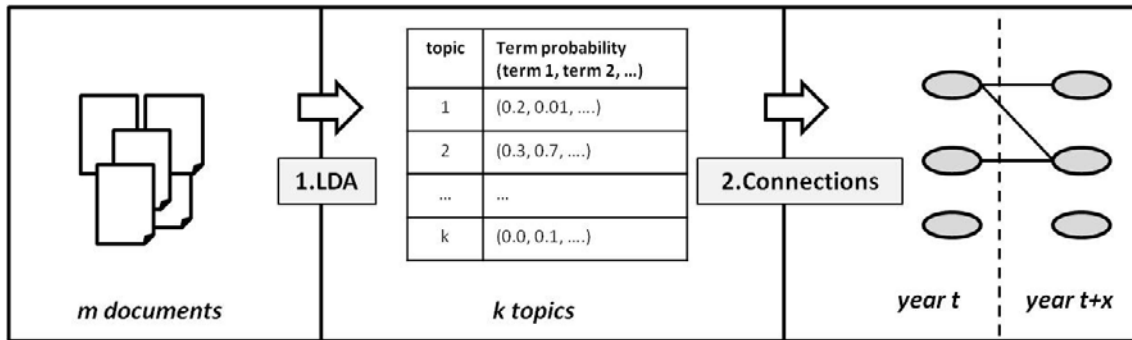 topic Term probability
(term 1, term 2, ...)
1 (0.2, 0.01, ....)
2 (0.3, 0.7, ....)
... ...
k (0.0, 0.1, ....)
1.LDA
2.Connections
m documents
k topics
year t
year t+x